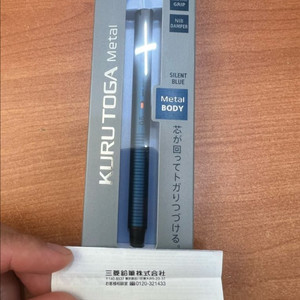 GRIP
DAMPER
SILENT
BLUE
Metal
BODY
KURUTOGA Metal
芯が回ってトガりつづける。
三菱鉛筆株式会社
0120-321433